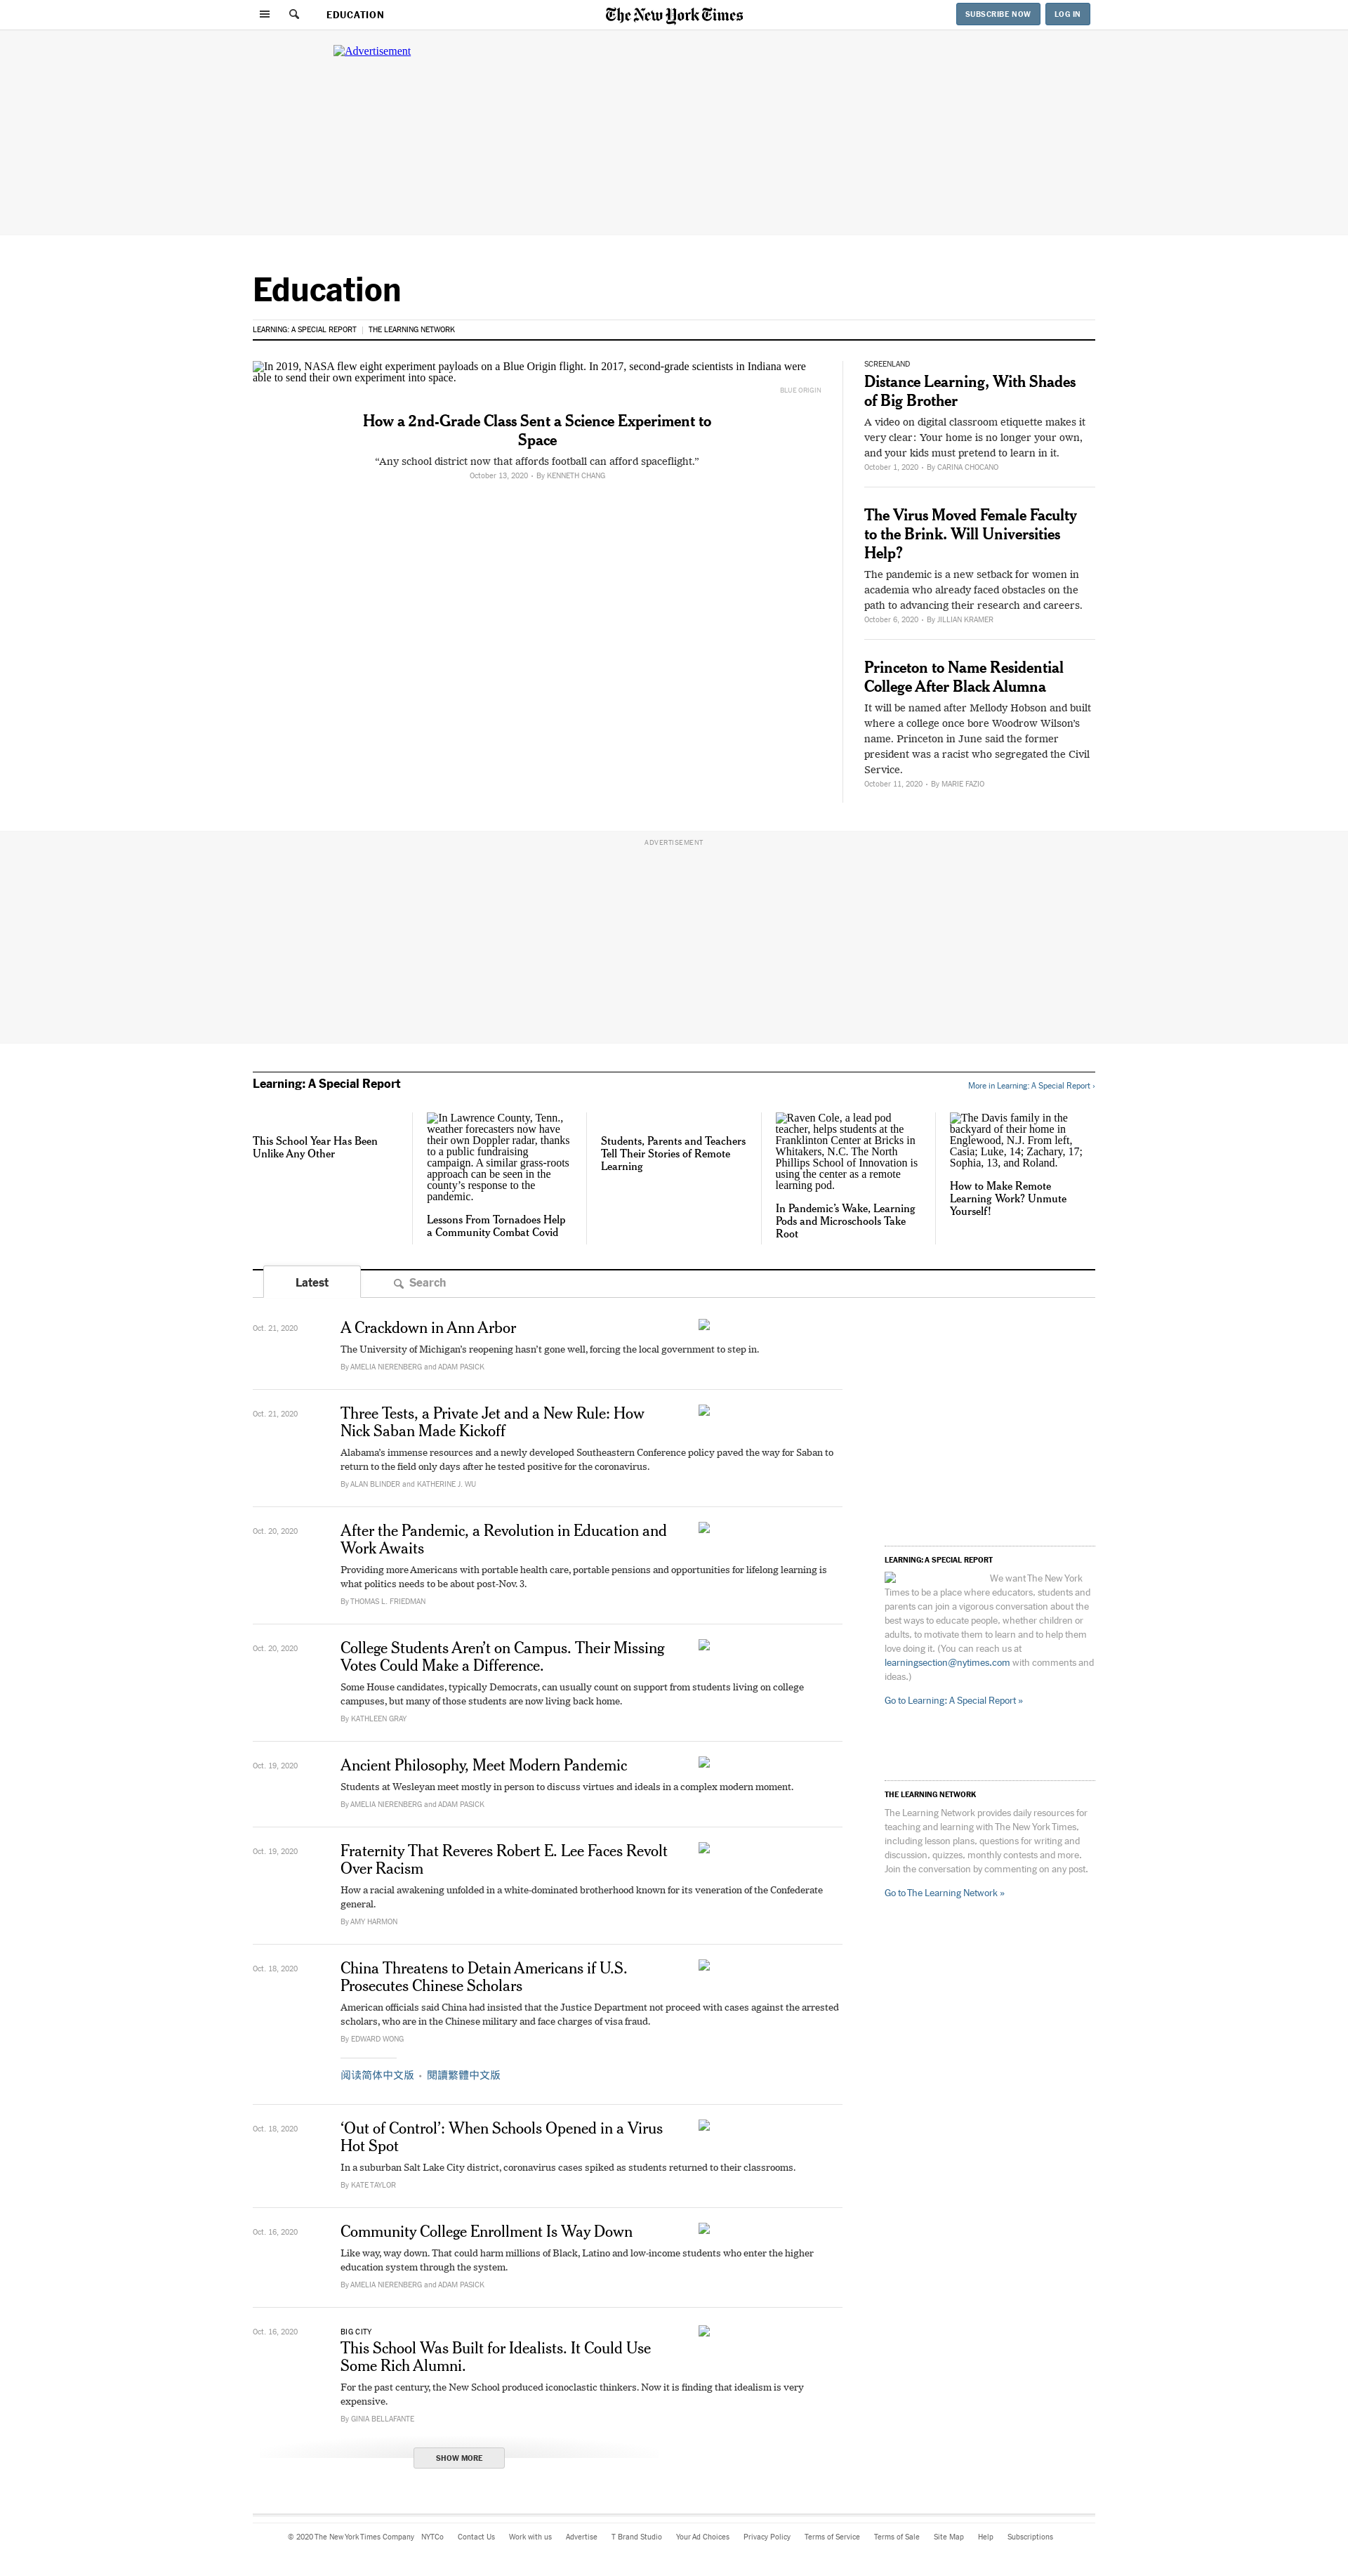 EDUCATION
The New York Times
SUBSCRIBE NOW
LOG IN
Advertisement
Education
LEARNING: A SPECIAL REPORT
THE LEARNING NETWORK
In 2019, NASA flew eight experiment payloads on a Blue Origin flight. In 2017, second-grade scientists in Indiana were
able to send their own experiment into space.
BLUE ORIGIN
How a 2nd-Grade Class Sent a Science Experiment to
Space
“Any school district now that affords football can afford spaceflight.”
October 13, 2020 · By KENNETH CHANG
SCREENLAND
Distance Learning, With Shades
of Big Brother
A video on digital classroom etiquette makes it
very clear: Your home is no longer your own,
and your kids must pretend to learn in it.
October 1, 2020 · By CARINA CHOCANO
The Virus Moved Female Faculty
to the Brink. Will Universities
Help?
The pandemic is a new setback for women in
academia who already faced obstacles on the
path to advancing their research and careers.
October 6, 2020 · By JILLIAN KRAMER
Princeton to Name Residential
College After Black Alumna
It will be named after Mellody Hobson and built
where a college once bore Woodrow Wilson’s
name. Princeton in June said the former
president was a racist who segregated the Civil
Service.
October 11, 2020 · By MARIE FAZIO
ADVERTISEMENT
Learning: A Special Report
More in Learning: A Special Report ›
This School Year Has Been
Unlike Any Other
In Lawrence County, Tenn.,
weather forecasters now have
their own Doppler radar, thanks
to a public fundraising
campaign. A similar grass-roots
approach can be seen in the
county’s response to the
pandemic.
Lessons From Tornadoes Help
a Community Combat Covid
Students, Parents and Teachers
Tell Their Stories of Remote
Learning
Raven Cole, a lead pod
teacher, helps students at the
Franklinton Center at Bricks in
Whitakers, N.C. The North
Phillips School of Innovation is
using the center as a remote
learning pod.
In Pandemic’s Wake, Learning
Pods and Microschools Take
Root
The Davis family in the
backyard of their home in
Englewood, N.J. From left,
Casia; Luke, 14; Zachary, 17;
Sophia, 13, and Roland.
How to Make Remote
Learning Work? Unmute
Yourself!
Latest
Search
Oct. 21, 2020
A Crackdown in Ann Arbor
The University of Michigan’s reopening hasn’t gone well, forcing the local government to step in.
By AMELIA NIERENBERG and ADAM PASICK
Oct. 21, 2020
Three Tests, a Private Jet and a New Rule: How
Nick Saban Made Kickoff
Alabama’s immense resources and a newly developed Southeastern Conference policy paved the way for Saban to
return to the field only days after he tested positive for the coronavirus.
By ALAN BLINDER and KATHERINE J. WU
Oct. 20, 2020
After the Pandemic, a Revolution in Education and
Work Awaits
Providing more Americans with portable health care, portable pensions and opportunities for lifelong learning is
what politics needs to be about post-Nov. 3.
By THOMAS L. FRIEDMAN
Oct. 20, 2020
College Students Aren’t on Campus. Their Missing
Votes Could Make a Difference.
Some House candidates, typically Democrats, can usually count on support from students living on college
campuses, but many of those students are now living back home.
By KATHLEEN GRAY
Oct. 19, 2020
Ancient Philosophy, Meet Modern Pandemic
Students at Wesleyan meet mostly in person to discuss virtues and ideals in a complex modern moment.
By AMELIA NIERENBERG and ADAM PASICK
Oct. 19, 2020
Fraternity That Reveres Robert E. Lee Faces Revolt
Over Racism
How a racial awakening unfolded in a white-dominated brotherhood known for its veneration of the Confederate
general.
By AMY HARMON
Oct. 18, 2020
China Threatens to Detain Americans if U.S.
Prosecutes Chinese Scholars
American officials said China had insisted that the Justice Department not proceed with cases against the arrested
scholars, who are in the Chinese military and face charges of visa fraud.
By EDWARD WONG
阅读简体中文版 · 閱讀繁體中文版
Oct. 18, 2020
‘Out of Control’: When Schools Opened in a Virus
Hot Spot
In a suburban Salt Lake City district, coronavirus cases spiked as students returned to their classrooms.
By KATE TAYLOR
Oct. 16, 2020
Community College Enrollment Is Way Down
Like way, way down. That could harm millions of Black, Latino and low-income students who enter the higher
education system through the system.
By AMELIA NIERENBERG and ADAM PASICK
Oct. 16, 2020
BIG CITY
This School Was Built for Idealists. It Could Use
Some Rich Alumni.
For the past century, the New School produced iconoclastic thinkers. Now it is finding that idealism is very
expensive.
By GINIA BELLAFANTE
SHOW MORE
LEARNING: A SPECIAL REPORT
We want The New York
Times to be a place where educators, students and
parents can join a vigorous conversation about the
best ways to educate people, whether children or
adults, to motivate them to learn and to help them
love doing it. (You can reach us at
learningsection@nytimes.com with comments and
ideas.)
Go to Learning: A Special Report »
THE LEARNING NETWORK
The Learning Network provides daily resources for
teaching and learning with The New York Times,
including lesson plans, questions for writing and
discussion, quizzes, monthly contests and more.
Join the conversation by commenting on any post.
Go to The Learning Network »
© 2020 The New York Times Company NYTCo Contact Us Work with us Advertise T Brand Studio Your Ad Choices Privacy Policy Terms of Service Terms of Sale Site Map Help Subscriptions